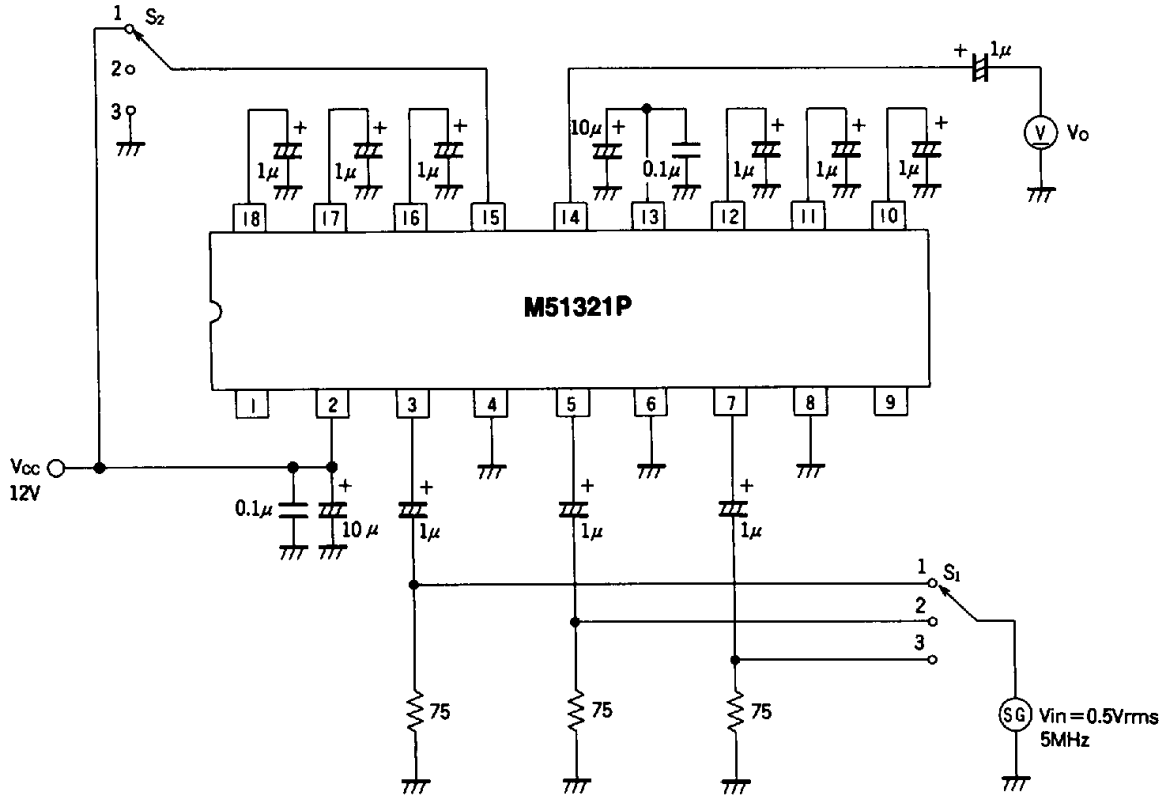 1 S2
2
3
+ 1μ
+ 1μ
+ 1μ
10μ +
0.1μ
+ 1μ
+ 1μ
+ 1μ
+ 1μ
V Vo
18 17 16 15 14 13 12 11 10
M51321P
1 2 3 4 5 6 7 8 9
Vcc
12V
0.1μ
+ 10μ
+ 1μ
+ 1μ
+ 1μ
1 S1
2
3
75
75
75
SG Vin=0.5Vrms
5MHz